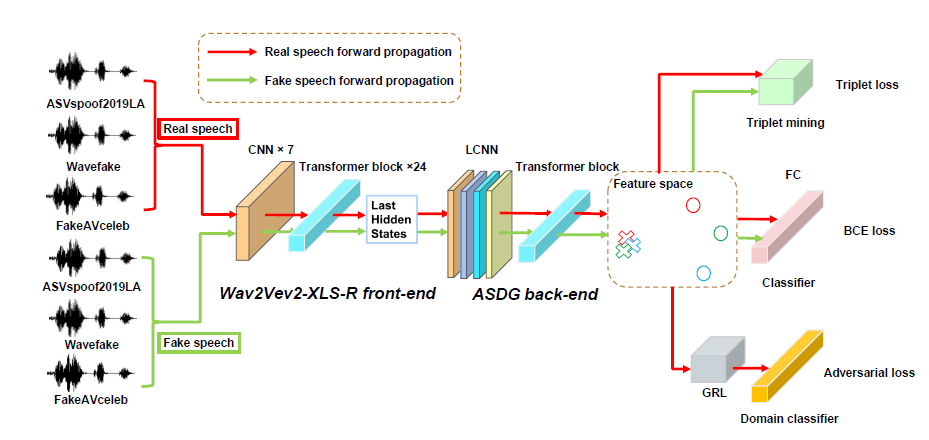 Real speech forward propagation
Fake speech forward propagation
ASVspoof2019LA
Real speech
Wavefake
FakeAVceleb
ASVspoof2019LA
Wavefake
Fake speech
FakeAVceleb
CNN × 7
Transformer block ×24
Last
Hidden
States
Wav2Vev2-XLS-R front-end
LCNN
Transformer block
ASDG back-end
Feature space
Triplet mining
Triplet loss
FC
BCE loss
Classifier
GRL
Adversarial loss
Domain classifier